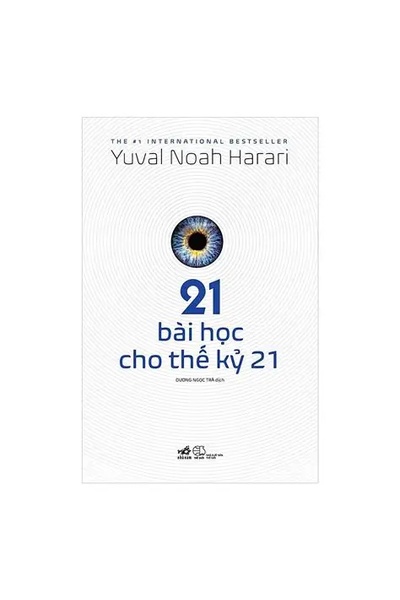 THE #1 INTERNATIONAL BESTSELLER
Yuval Noah Harari
21
bài học
cho thế kỷ 21
DƯƠNG NGỌC TRÀ dịch